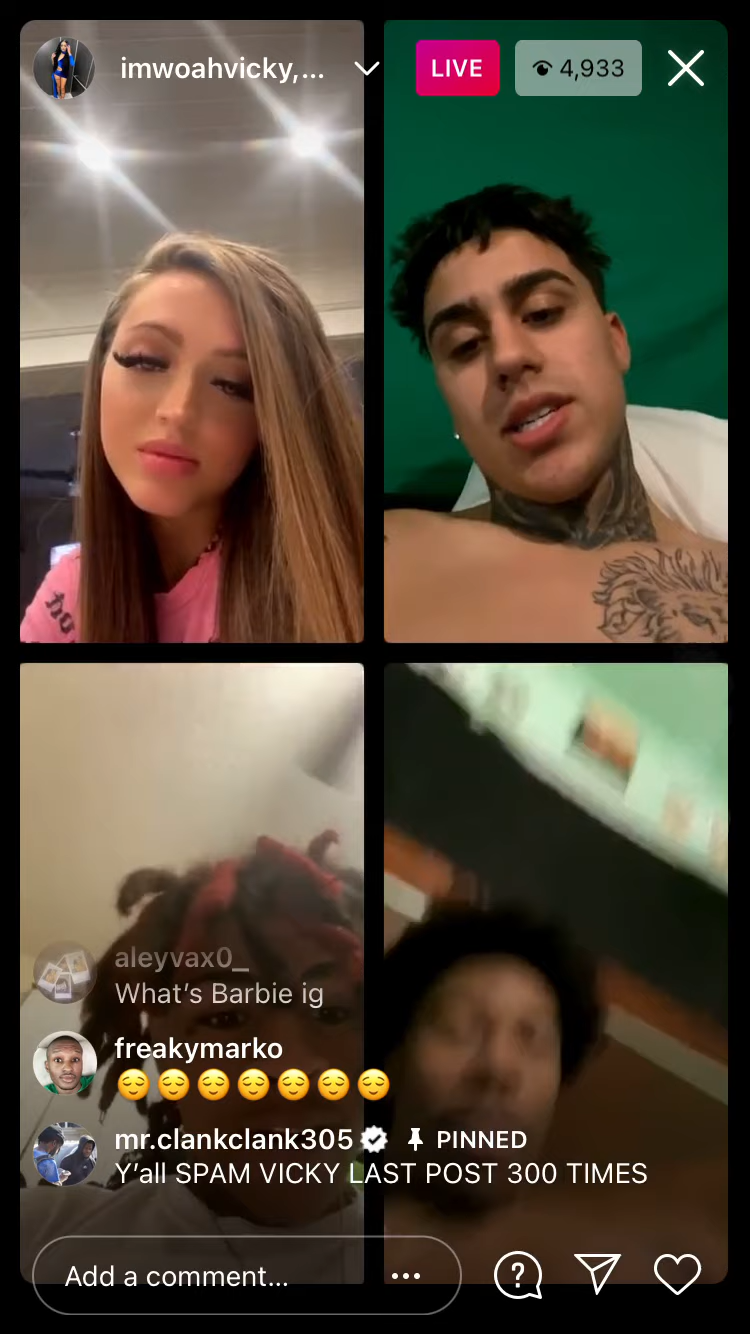 imwoahvicky,...
LIVE
4,933
aleyvax0_
What's Barbie ig
freakymarko
😌😌😌😌😌😌😌
mr.clankclank305 PINNED
Y'all SPAM VICKY LAST POST 300 TIMES
Add a comment...